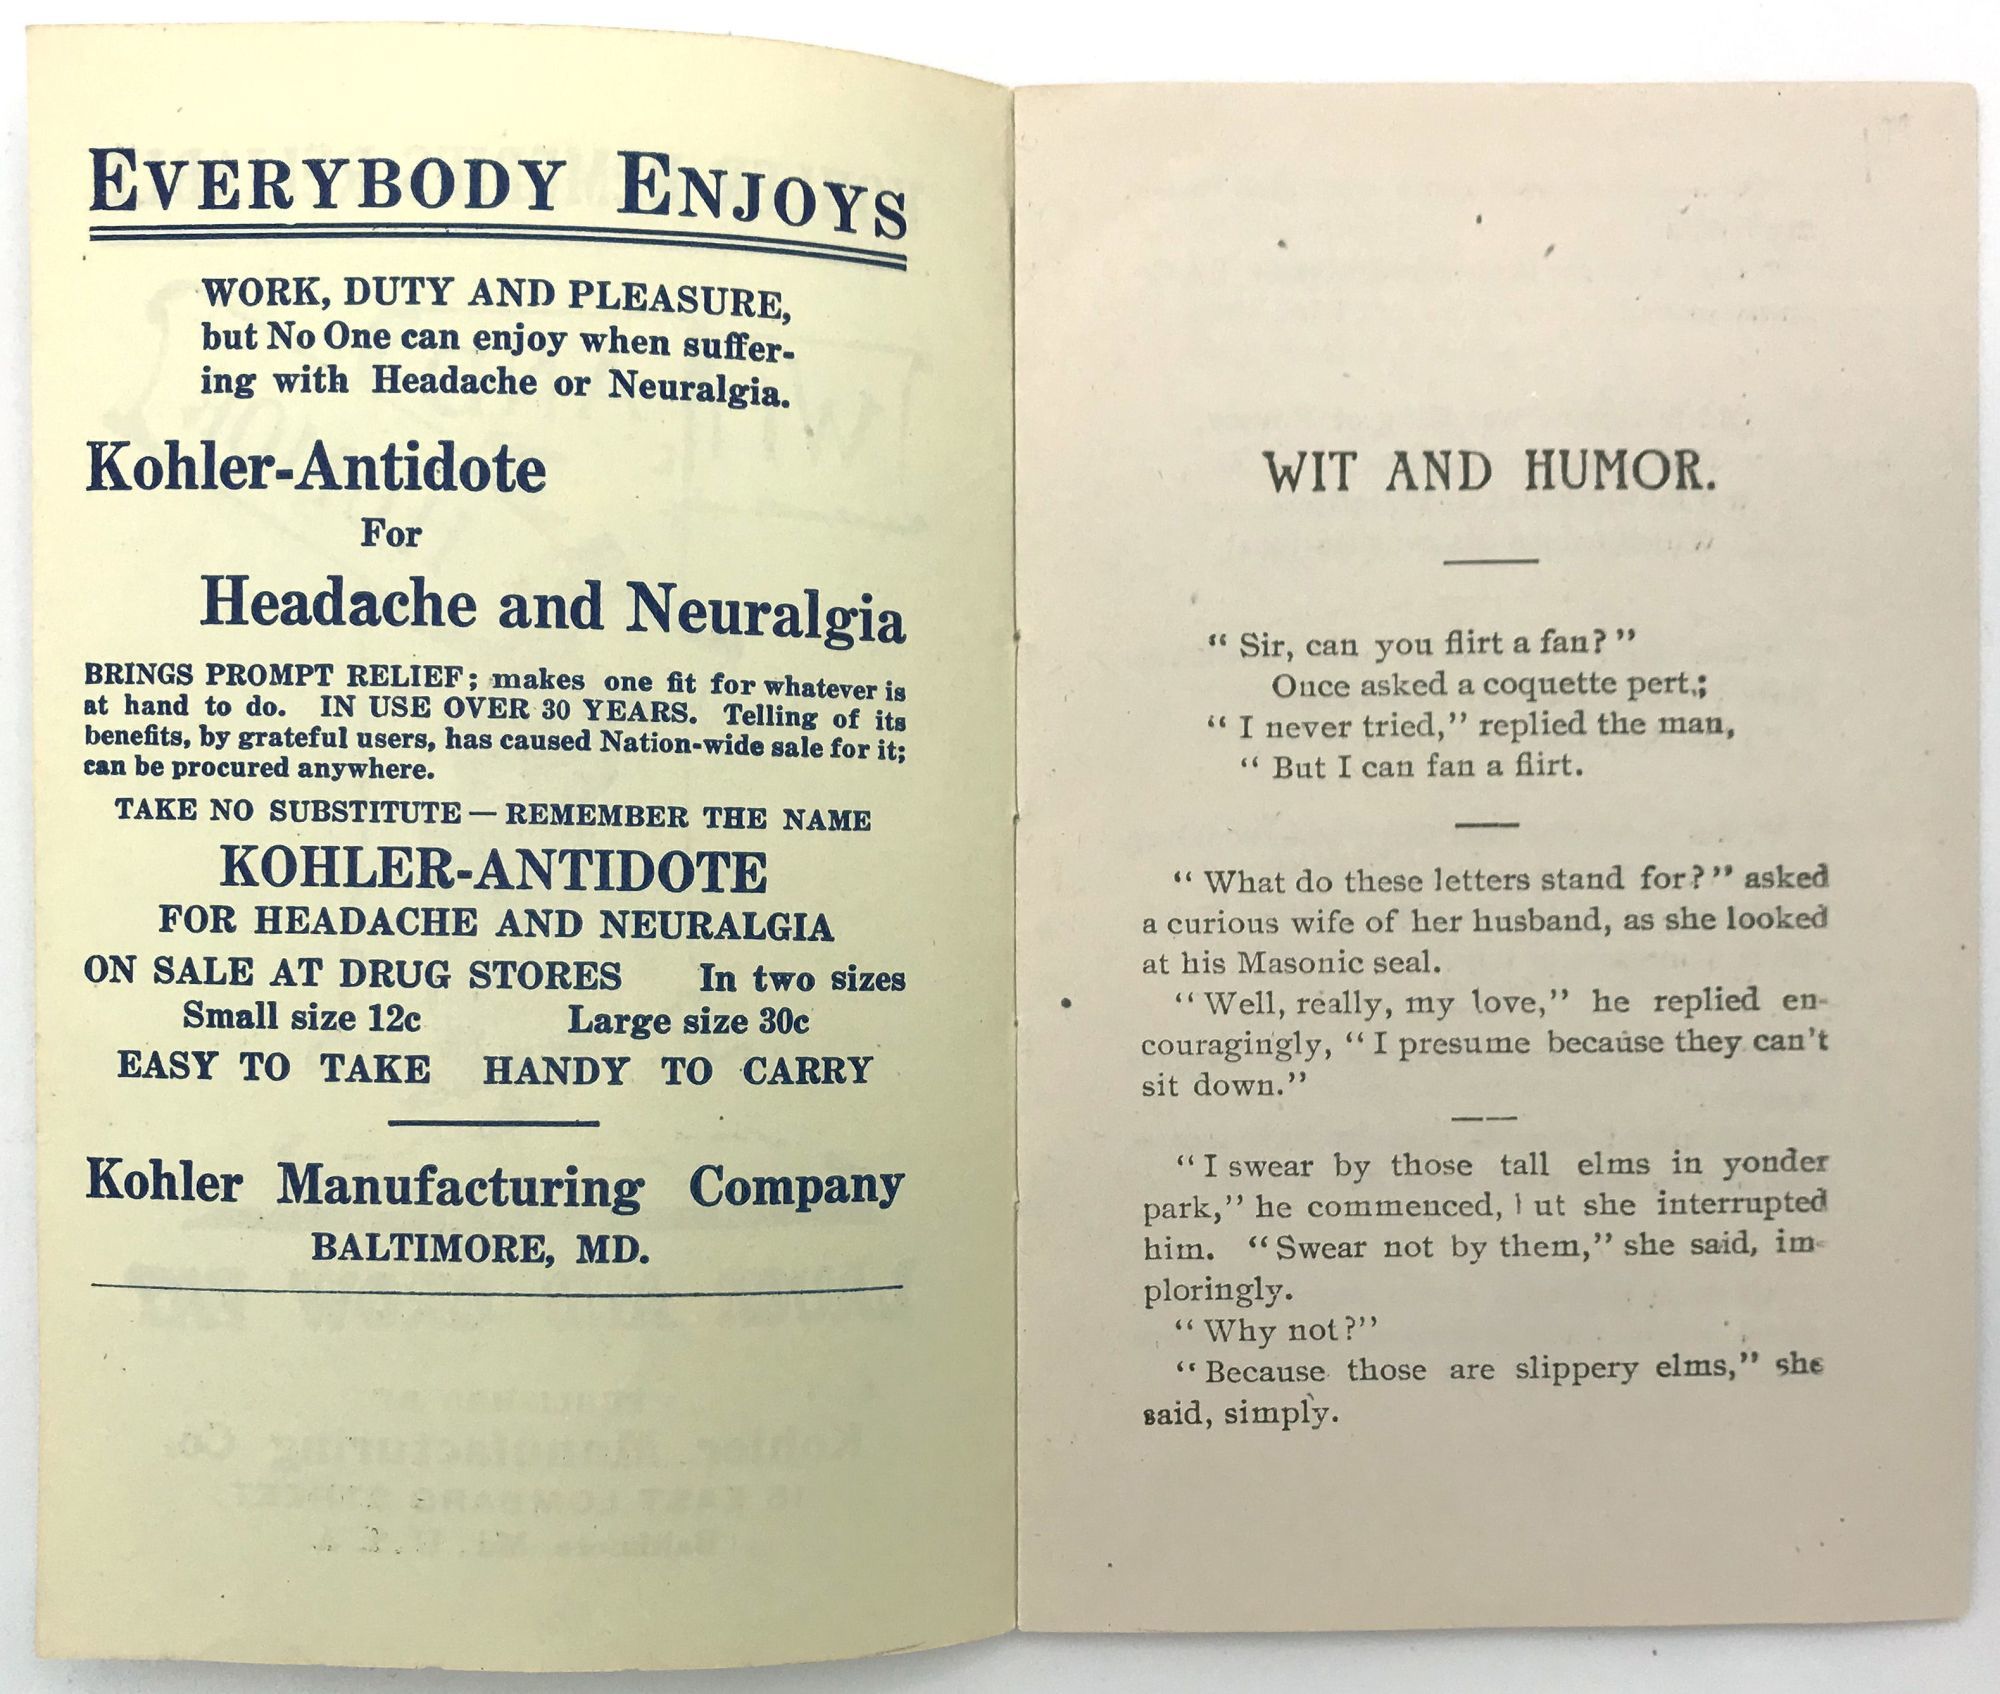 EVERYBODY ENJOYS
WORK, DUTY AND PLEASURE,
but No One can enjoy when suffer-
ing with Headache or Neuralgia.
Kohler-Antidote
For
Headache and Neuralgia
BRINGS PROMPT RELIEF; makes one fit for whatever is
at hand to do. IN USE OVER 30 YEARS. Telling of its
benefits, by grateful users, has caused Nation-wide sale for it;
can be procured anywhere.
TAKE NO SUBSTITUTE — REMEMBER THE NAME
KOHLER-ANTIDOTE
FOR HEADACHE AND NEURALGIA
ON SALE AT DRUG STORES In two sizes
Small size 12c Large size 30c
EASY TO TAKE HANDY TO CARRY
Kohler Manufacturing Company
BALTIMORE, MD.
WIT AND HUMOR.
“ Sir, can you flirt a fan? ”
Once asked a coquette pert,;
“ I never tried,” replied the man,
“ But I can fan a flirt.
“ What do these letters stand for? ” asked
a curious wife of her husband, as she looked
at his Masonic seal.
“ Well, really, my love,” he replied en-
couragingly, “ I presume because they can't
sit down.”
“I swear by those tall elms in yonder
park,” he commenced, ut she interrupted
him. “Swear not by them,” she said, im-
ploringly.
“ Why not?”
“ Because those are slippery elms,” she
said, simply.